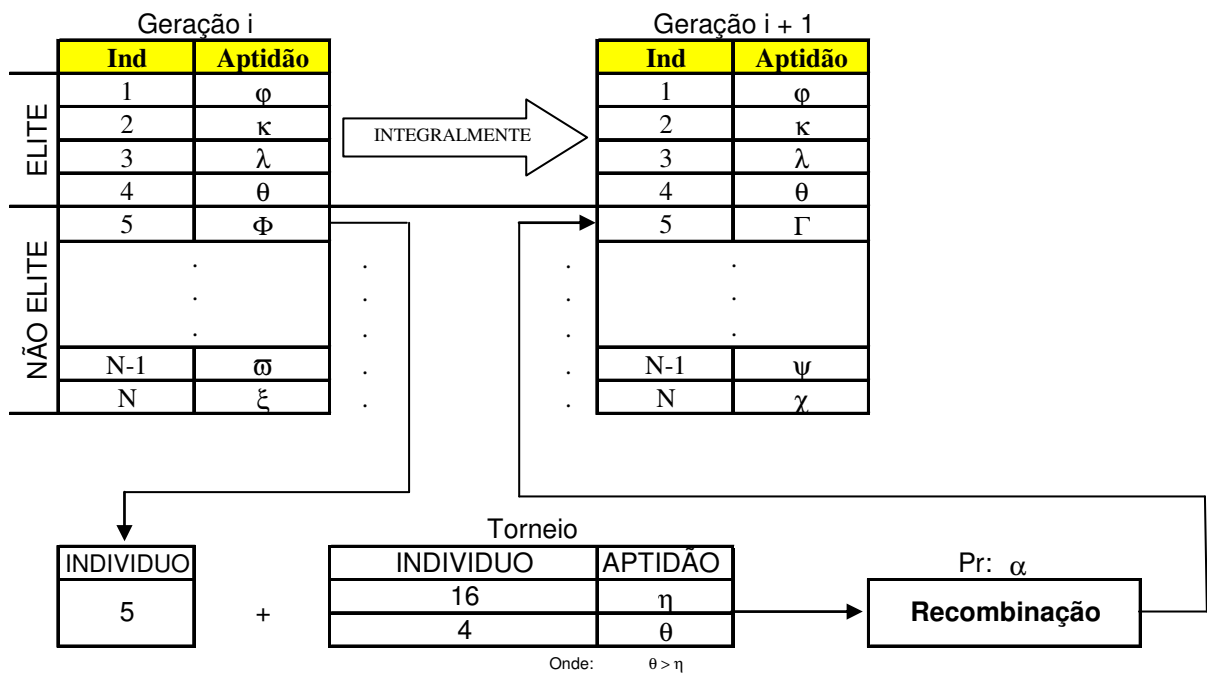 Geração i Geração i + 1
Ind Aptidão Ind Aptidão
ELITE
1 φ 1 φ
2 κ INTEGRALMENTE 2 κ
3 λ 3 λ
4 θ 4 θ
NÃO ELITE
5 Φ 5 Γ
. . . .
. . . .
. . . .
N-1 ϖ . . N-1 ψ
N ξ . . N χ
Torneio
INDIVIDUO INDIVIDUO APTIDÃO Pr: α
5 + 16 η Recombinação
4 θ
Onde: θ > η